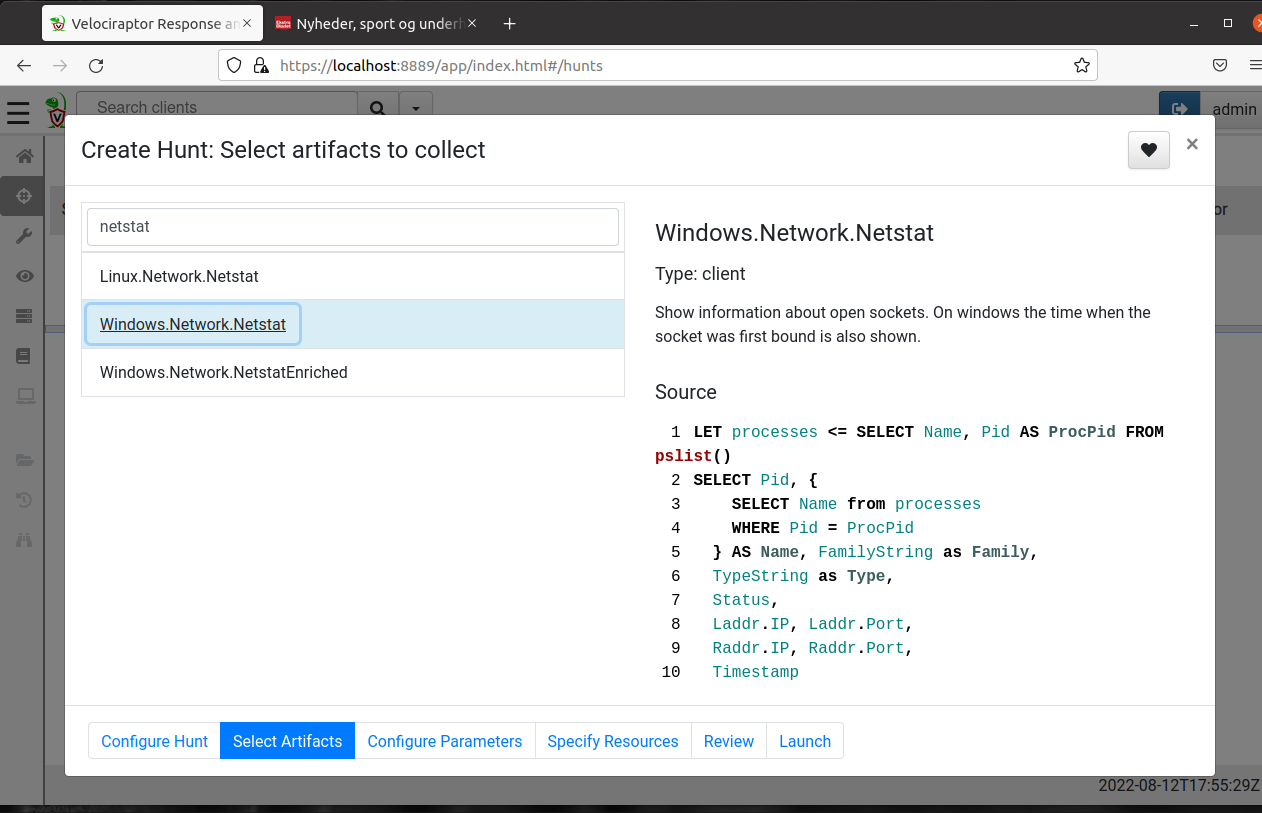 Velociraptor Response an
Nyheder, sport og underh
https://localhost:8889/app/index.html#/hunts
Search clients
admin
Create Hunt: Select artifacts to collect
netstat
Linux.Network.Netstat
Windows.Network.Netstat
Windows.Network.NetstatEnriched
Windows.Network.Netstat
Type: client
Show information about open sockets. On windows the time when the
socket was first bound is also shown.
Source
1 LET processes <= SELECT Name, Pid AS ProcPid FROM
pslist()
2 SELECT Pid, {
3     SELECT Name from processes
4     WHERE Pid = ProcPid
5   } AS Name, FamilyString as Family,
6   TypeString as Type,
7   Status,
8   Laddr.IP, Laddr.Port,
9   Raddr.IP, Raddr.Port,
10   Timestamp
Configure Hunt Select Artifacts Configure Parameters Specify Resources Review Launch
2022-08-12T17:55:29Z